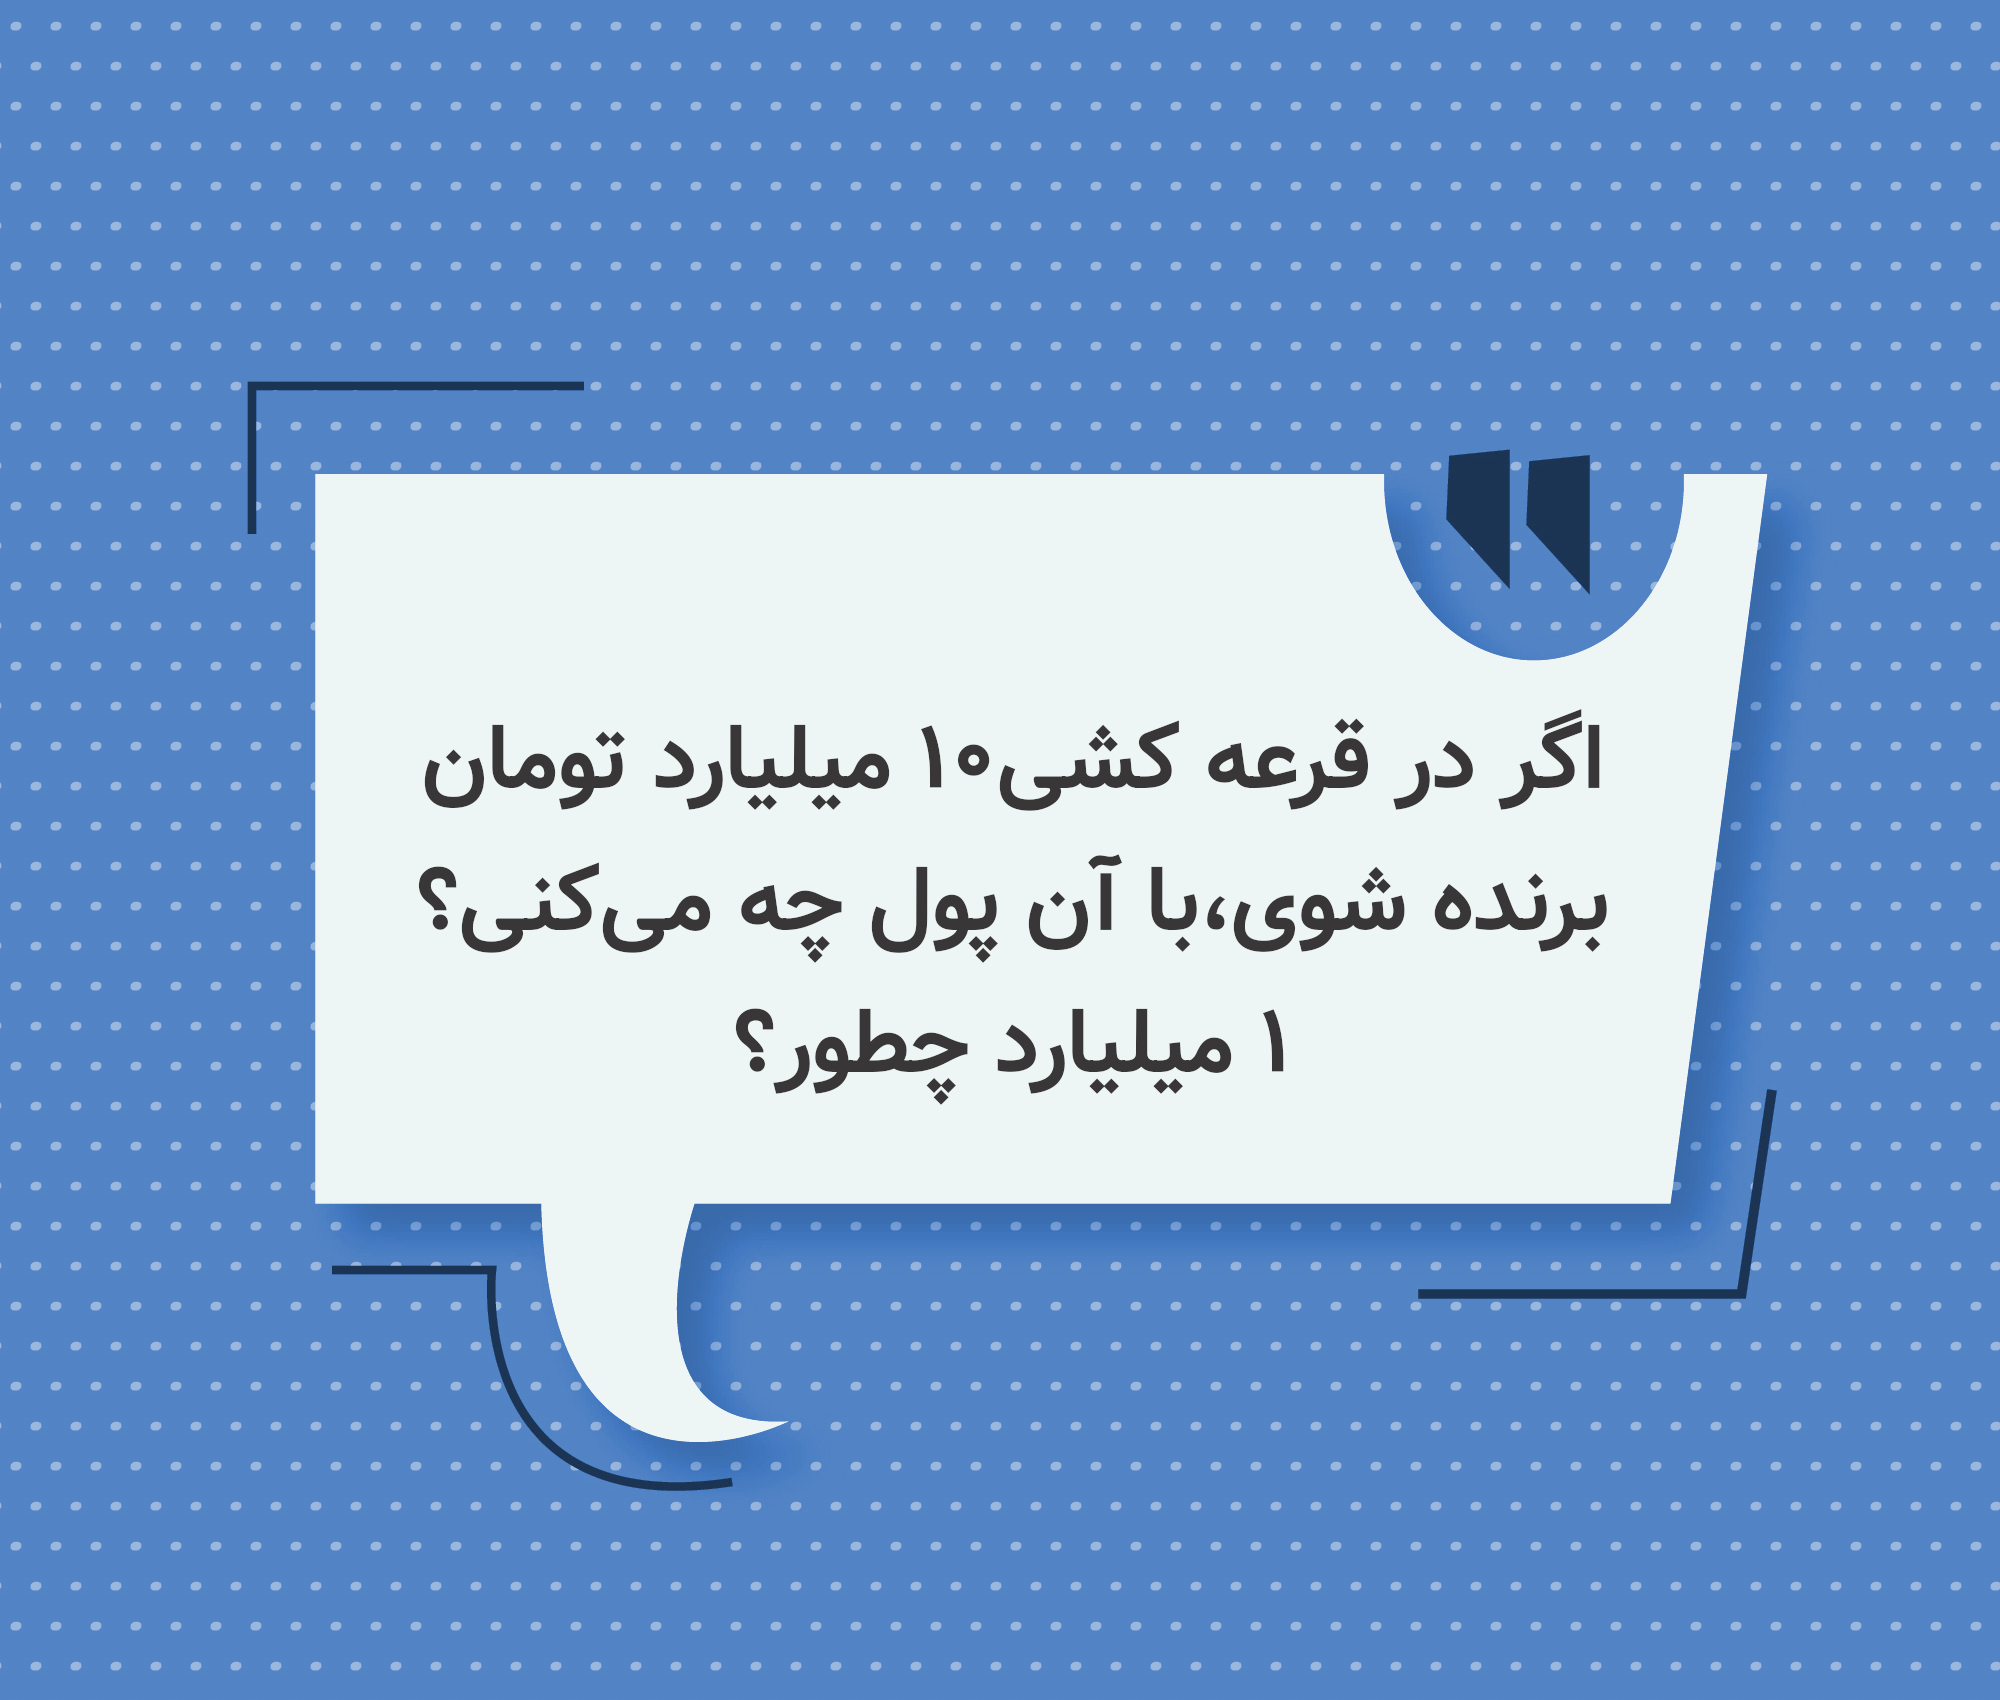 اگر در قرعه کشی۱۰ میلیارد تومان
برنده شوی،با آن پول چه می‌کنی؟
۱ میلیارد چطور؟